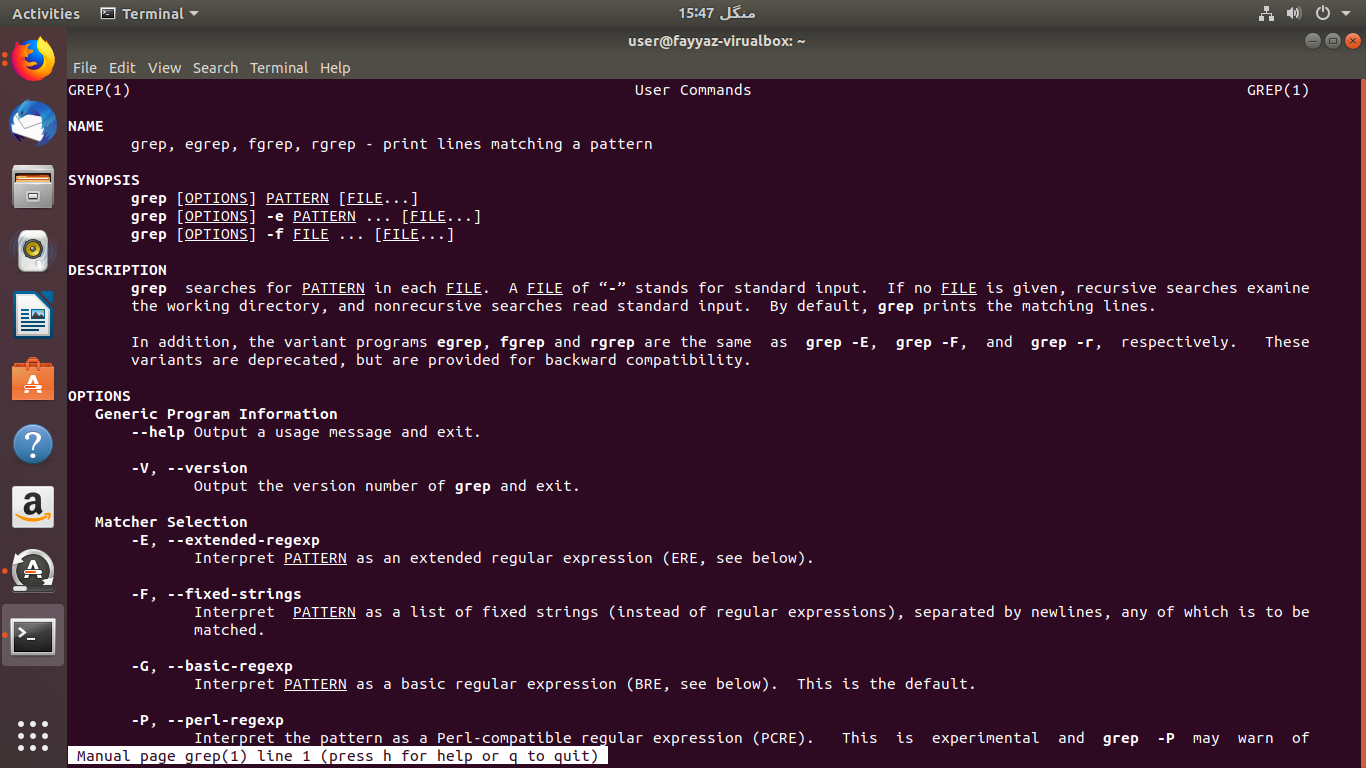 Activities Terminal منگل 15:47
user@fayyaz-virualbox: ~
File Edit View Search Terminal Help
GREP(1) User Commands GREP(1)
NAME
grep, egrep, fgrep, rgrep - print lines matching a pattern
SYNOPSIS
grep [OPTIONS] PATTERN [FILE...]
grep [OPTIONS] -e PATTERN ... [FILE...]
grep [OPTIONS] -f FILE ... [FILE...]
DESCRIPTION
grep searches for PATTERN in each FILE. A FILE of “-” stands for standard input. If no FILE is given, recursive searches examine
the working directory, and nonrecursive searches read standard input. By default, grep prints the matching lines.
In addition, the variant programs egrep, fgrep and rgrep are the same as grep -E, grep -F, and grep -r, respectively. These
variants are deprecated, but are provided for backward compatibility.
OPTIONS
Generic Program Information
--help Output a usage message and exit.
-V, --version
Output the version number of grep and exit.
Matcher Selection
-E, --extended-regexp
Interpret PATTERN as an extended regular expression (ERE, see below).
-F, --fixed-strings
Interpret PATTERN as a list of fixed strings (instead of regular expressions), separated by newlines, any of which is to be
matched.
-G, --basic-regexp
Interpret PATTERN as a basic regular expression (BRE, see below). This is the default.
-P, --perl-regexp
Interpret the pattern as a Perl-compatible regular expression (PCRE). This is experimental and grep -P may warn of
Manual page grep(1) line 1 (press h for help or q to quit)